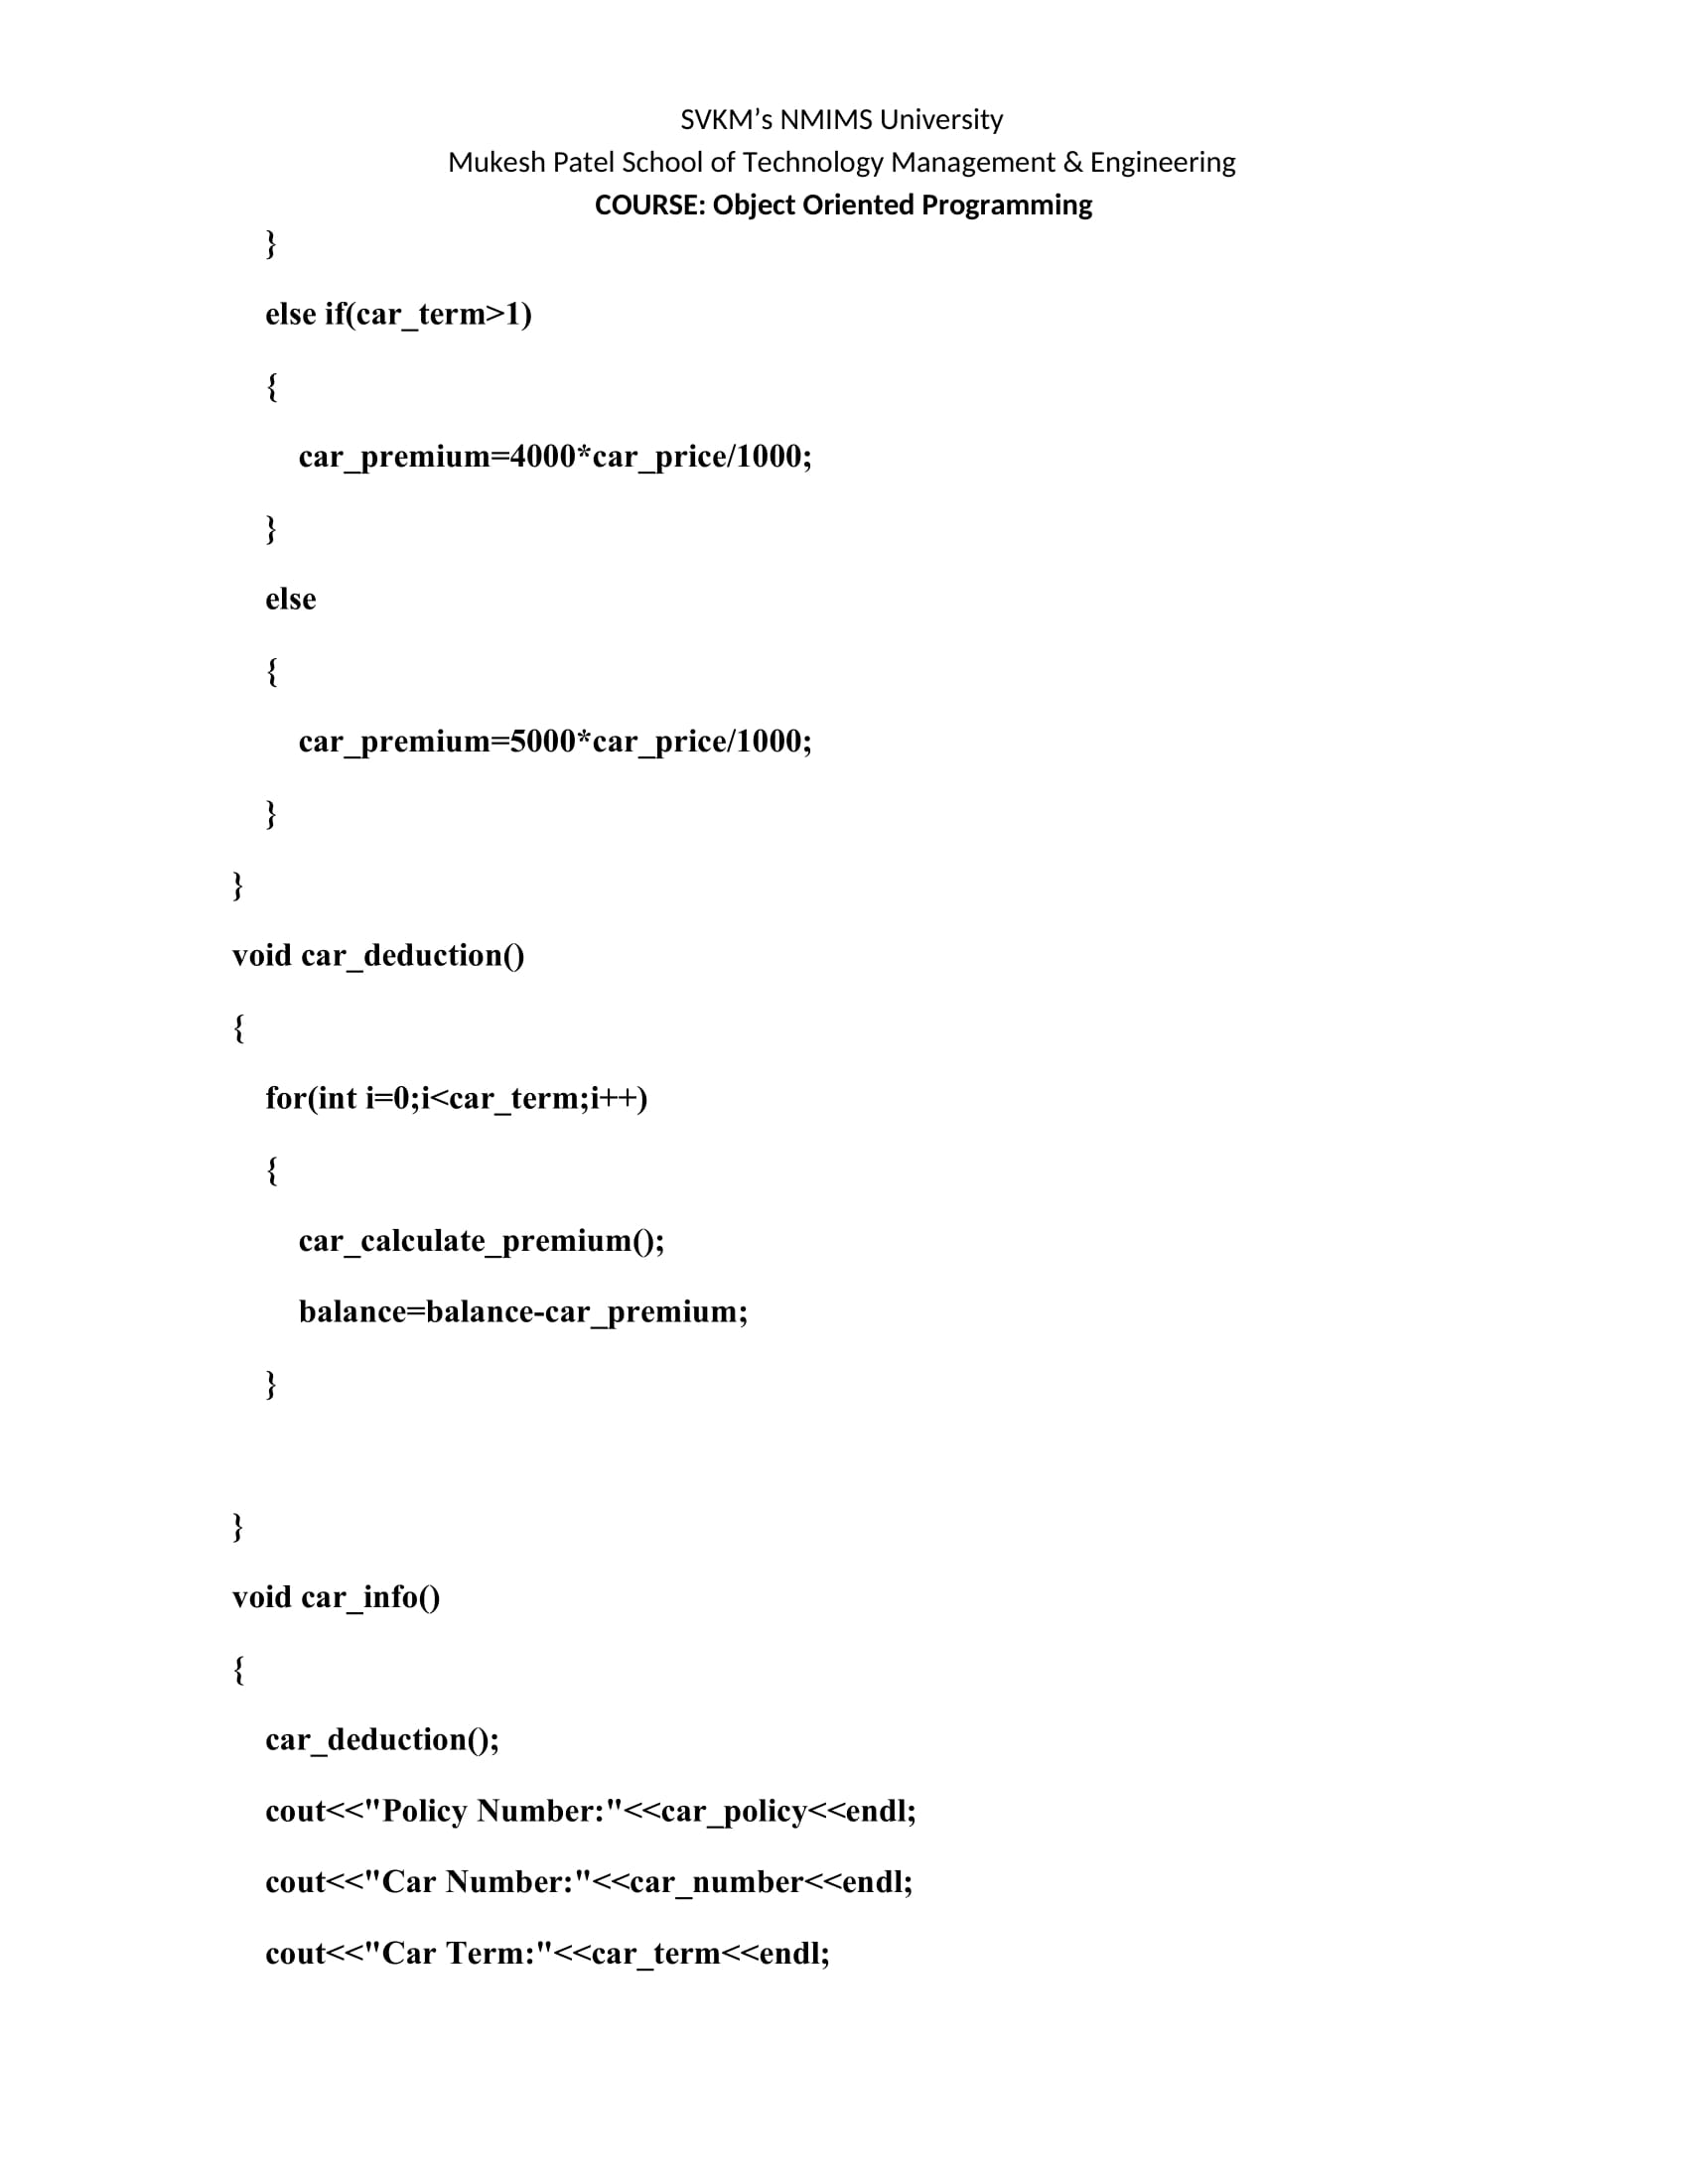 SVKM’s NMIMS University
Mukesh Patel School of Technology Management & Engineering
COURSE: Object Oriented Programming
}
else if(car_term>1)
{
car_premium=4000*car_price/1000;
}
else
{
car_premium=5000*car_price/1000;
}
}
void car_deduction()
{
for(int i=0;i<car_term;i++)
{
car_calculate_premium();
balance=balance-car_premium;
}
}
void car_info()
{
car_deduction();
cout<<"Policy Number:"<<car_policy<<endl;
cout<<"Car Number:"<<car_number<<endl;
cout<<"Car Term:"<<car_term<<endl;